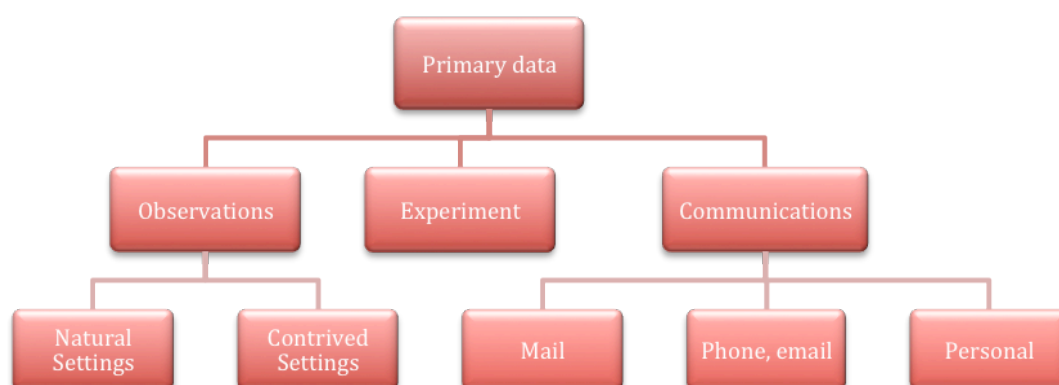 Primary data
Observations
Experiment
Communications
Natural
Settings
Contrived
Settings
Mail
Phone, email
Personal